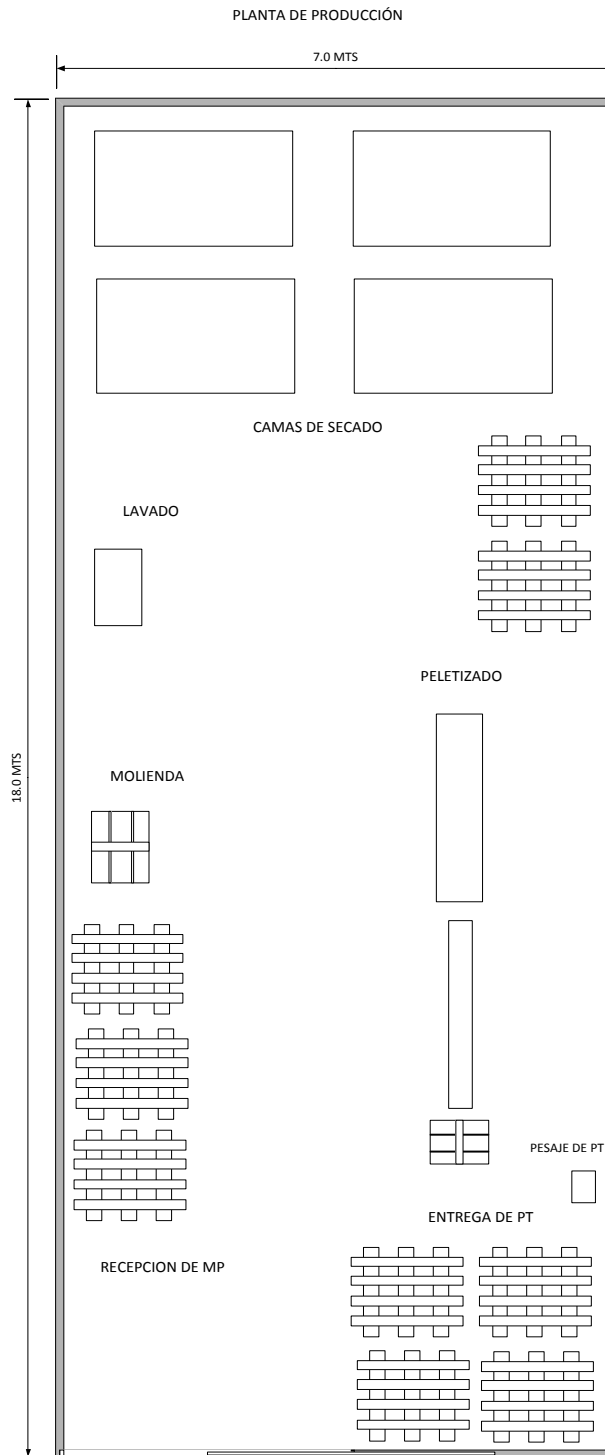 PLANTA DE PRODUCCIÓN
7.0 MTS
CAMAS DE SECADO
LAVADO
PELETIZADO
MOLIENDA
18.0 MTS
PESAJE DE PT
ENTREGA DE PT
RECEPCION DE MP